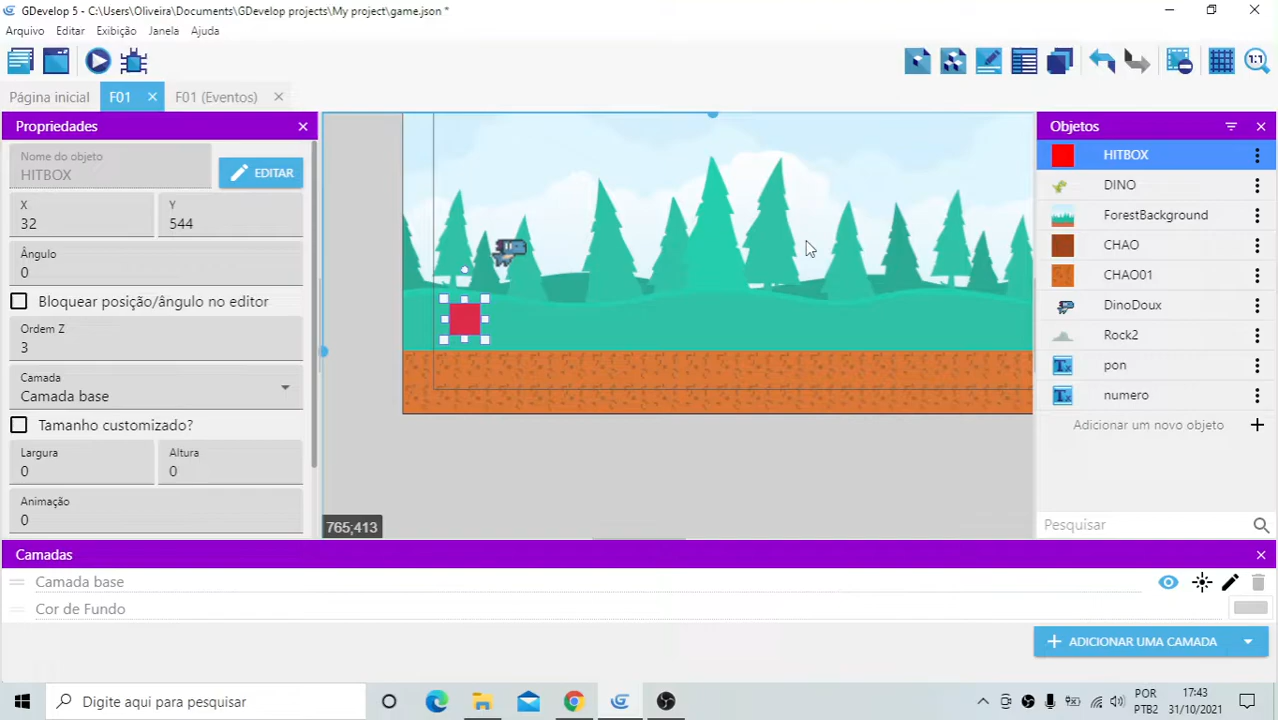 GDevelop 5 - C:\Users\Oliveira\Documents\GDevelop projects\My project\game.json *
Arquivo Editar Exibição Janela Ajuda
1:1
Página inicial F01 × F01 (Eventos) ×
Propriedades
Nome do objeto
HITBOX
EDITAR
X
32
Y
544
Ângulo
0
Bloquear posição/ângulo no editor
Ordem Z
3
Camada
Camada base
Tamanho customizado?
Largura
0
Altura
0
Animação
0
765;413
Objetos
HITBOX
DINO
ForestBackground
CHAO
CHAO01
DinoDoux
Rock2
Tx pon
Tx numero
Adicionar um novo objeto +
Pesquisar
Camadas
Camada base
Cor de Fundo
+ ADICIONAR UMA CAMADA
Digite aqui para pesquisar
POR
PTB2
17:43
31/10/2021